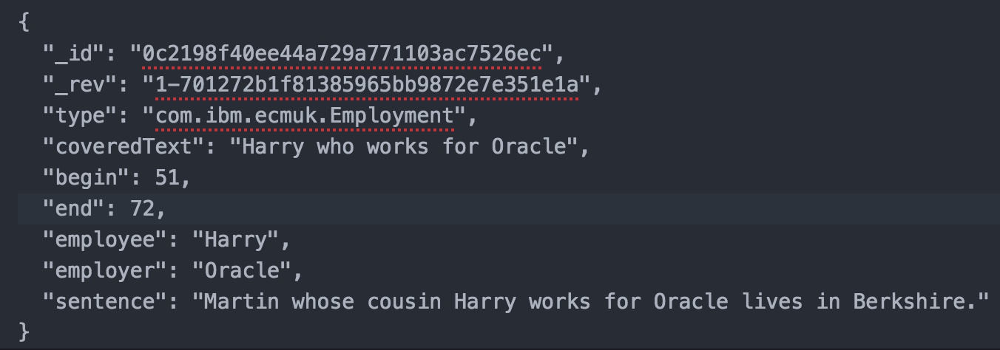 {
"_id": "0c2198f40ee44a729a771103ac7526ec",
"_rev": "1-701272b1f81385965bb9872e7e351e1a",
"type": "com.ibm.ecmuk.Employment",
"coveredText": "Harry who works for Oracle",
"begin": 51,
"end": 72,
"employee": "Harry",
"employer": "Oracle",
"sentence": "Martin whose cousin Harry works for Oracle lives in Berkshire."
}